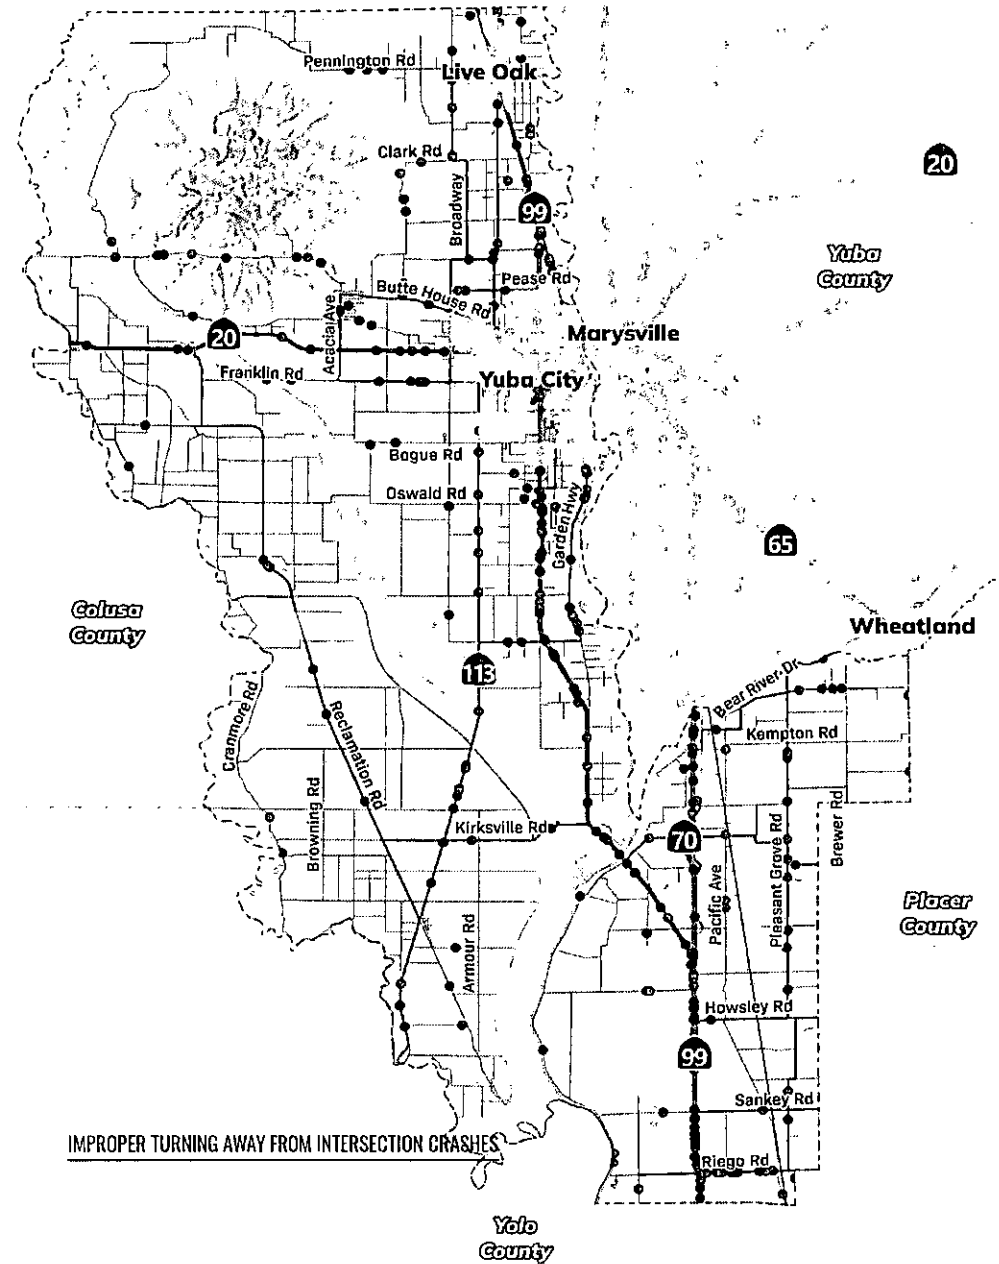 Pennington Rd
Live Oak
Clark Rd
20
Broadway
99
Yuba
County
Pease Rd
Butte House Rd
Acacia Ave
20
Marysville
Franklin Rd
Yuba City
Bogue Rd
Oswald Rd
Garden Hwy
65
Colusa
County
Wheatland
113
Bear River Dr
Cranmore Rd
Reclamation Rd
Kempton Rd
Browning Rd
Kirksville Rd
70
Pleasant Grove Rd
Brewer Rd
Pacific Ave
Placer
County
Armour Rd
Howsley Rd
99
Sankey Rd
IMPROPER TURNING AWAY FROM INTERSECTION CRASHES
Riego Rd
Yolo
County